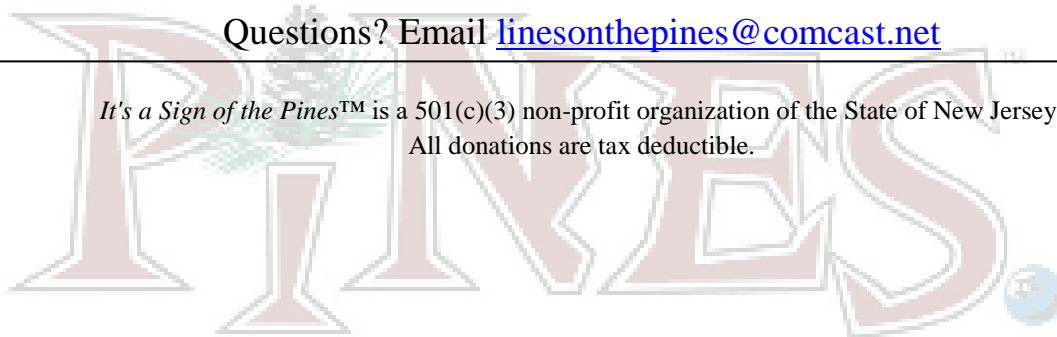 Questions? Email linesonthepines@comcast.net
It's a Sign of the Pines™ is a 501(c)(3) non-profit organization of the State of New Jersey
All donations are tax deductible.
PINES